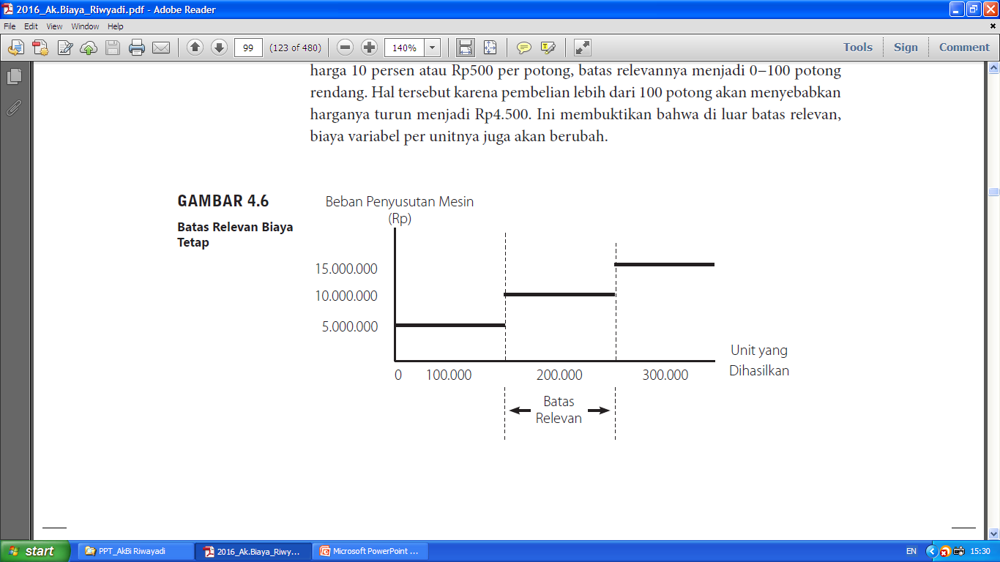 2016_Ak.Biaya_Riwyadi.pdf - Adobe Reader
File Edit View Window Help
99 (123 of 480) 140% Tools Sign Comment
harga 10 persen atau Rp500 per potong, batas relevannya menjadi 0–100 potong
rendang. Hal tersebut karena pembelian lebih dari 100 potong akan menyebabkan
harganya turun menjadi Rp4.500. Ini membuktikan bahwa di luar batas relevan,
biaya variabel per unitnya juga akan berubah.
GAMBAR 4.6
Batas Relevan Biaya
Tetap
Beban Penyusutan Mesin
(Rp)
15.000.000
10.000.000
5.000.000
Unit yang
Dihasilkan
0 100.000 200.000 300.000
Batas
Relevan
start PPT_AkBi Riwayadi 2016_Ak.Biaya_Riwy... Microsoft PowerPoint ... EN 15:30